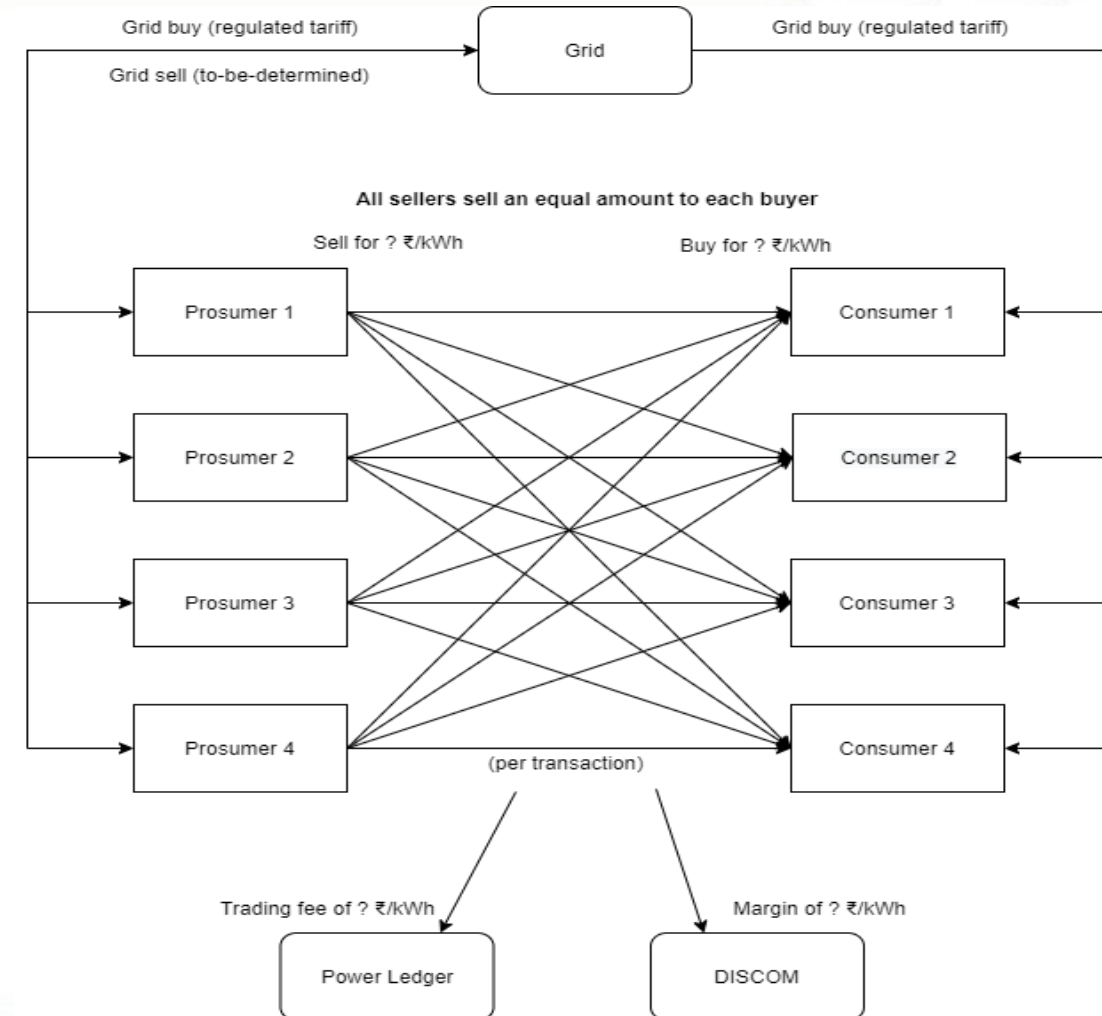 Grid buy (regulated tariff)
Grid
Grid buy (regulated tariff)
Grid sell (to-be-determined)
All sellers sell an equal amount to each buyer
Sell for ? ₹/kWh
Buy for ? ₹/kWh
Prosumer 1
Consumer 1
Prosumer 2
Consumer 2
Prosumer 3
Consumer 3
Prosumer 4
Consumer 4
(per transaction)
Trading fee of ? ₹/kWh
Margin of ? ₹/kWh
Power Ledger
DISCOM